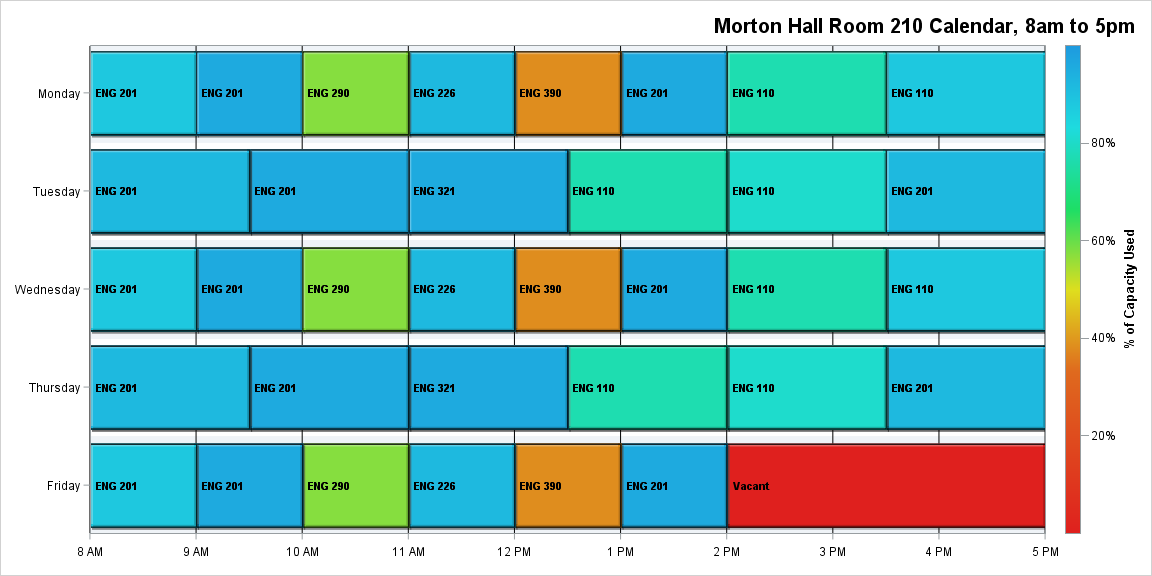 Morton Hall Room 210 Calendar, 8am to 5pm
Monday
ENG 201
ENG 201
ENG 290
ENG 226
ENG 390
ENG 201
ENG 110
ENG 110
Tuesday
ENG 201
ENG 201
ENG 321
ENG 110
ENG 110
ENG 201
Wednesday
ENG 201
ENG 201
ENG 290
ENG 226
ENG 390
ENG 201
ENG 110
ENG 110
Thursday
ENG 201
ENG 201
ENG 321
ENG 110
ENG 110
ENG 201
Friday
ENG 201
ENG 201
ENG 290
ENG 226
ENG 390
ENG 201
Vacant
8 AM
9 AM
10 AM
11 AM
12 PM
1 PM
2 PM
3 PM
4 PM
5 PM
80%
60%
40%
20%
% of Capacity Used